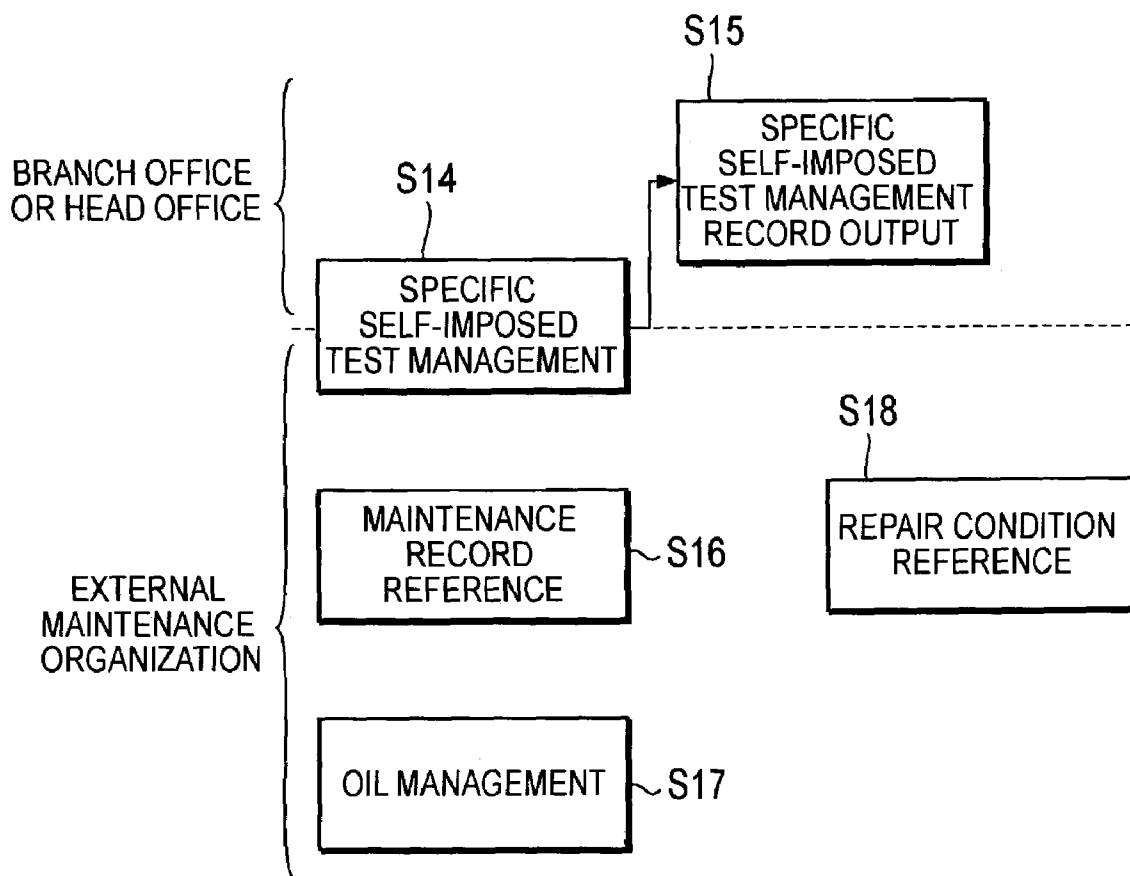 S15
SPECIFIC
SELF-IMPOSED
TEST MANAGEMENT
RECORD OUTPUT
BRANCH OFFICE
OR HEAD OFFICE
S14
SPECIFIC
SELF-IMPOSED
TEST MANAGEMENT
S18
REPAIR CONDITION
REFERENCE
MAINTENANCE
RECORD
REFERENCE
S16
EXTERNAL
MAINTENANCE
ORGANIZATION
OIL MANAGEMENT
S17